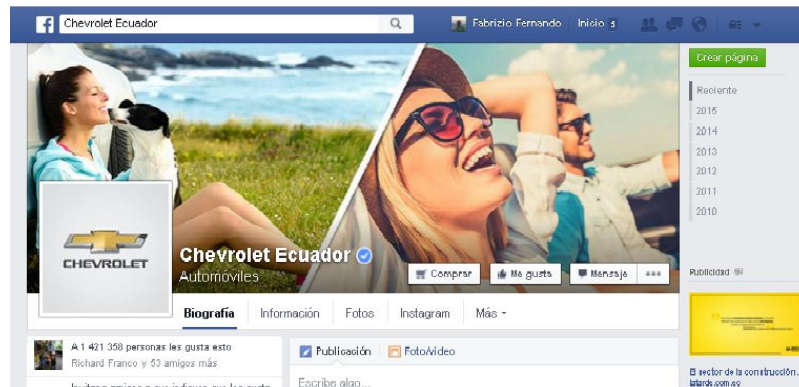 Chevrolet Ecuador
Fabrizio Fernando
Inicio 5
Crear página
Reciente
2015
2014
2013
2012
2011
2010
CHEVROLET
Chevrolet Ecuador
Automóviles
Comprar
Me gusta
Mensaje
Biografía
Información
Fotos
Instagram
Más
Publicidad
A 1 421 358 personas les gusta esto
Richard Franco y 53 amigos más
Publicación
Foto/vídeo
Escribe algo...
El sector de la construcción.